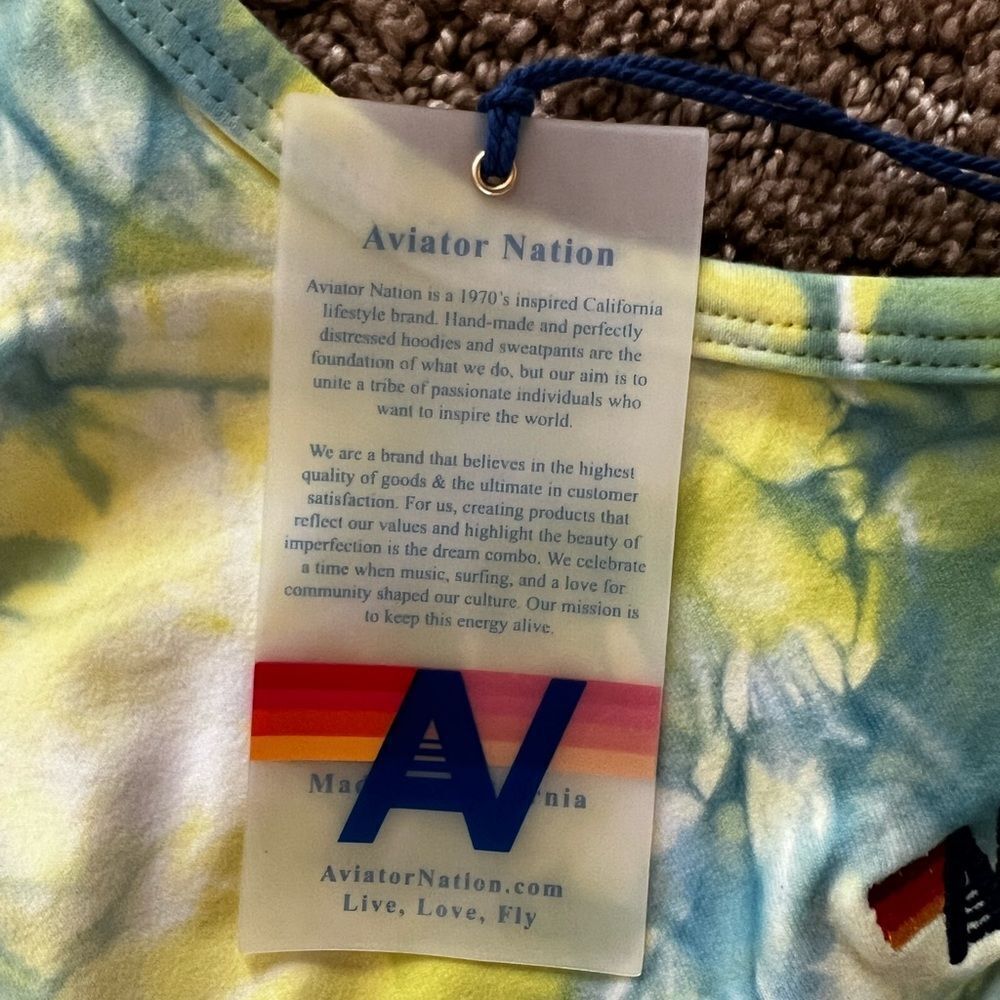 Aviator Nation
Aviator Nation is a 1970's inspired California
lifestyle brand. Hand-made and perfectly
distressed hoodies and sweatpants are the
foundation of what we do, but our aim is to
unite a tribe of passionate individuals who
want to inspire the world.
We are a brand that believes in the highest
quality of goods & the ultimate in customer
satisfaction. For us, creating products that
reflect our values and highlight the beauty of
imperfection is the dream combo. We celebrate
a time when music, surfing, and a love for
community shaped our culture. Our mission is
to keep this energy alive.
AV
AviatorNation.com
Live, Love, Fly